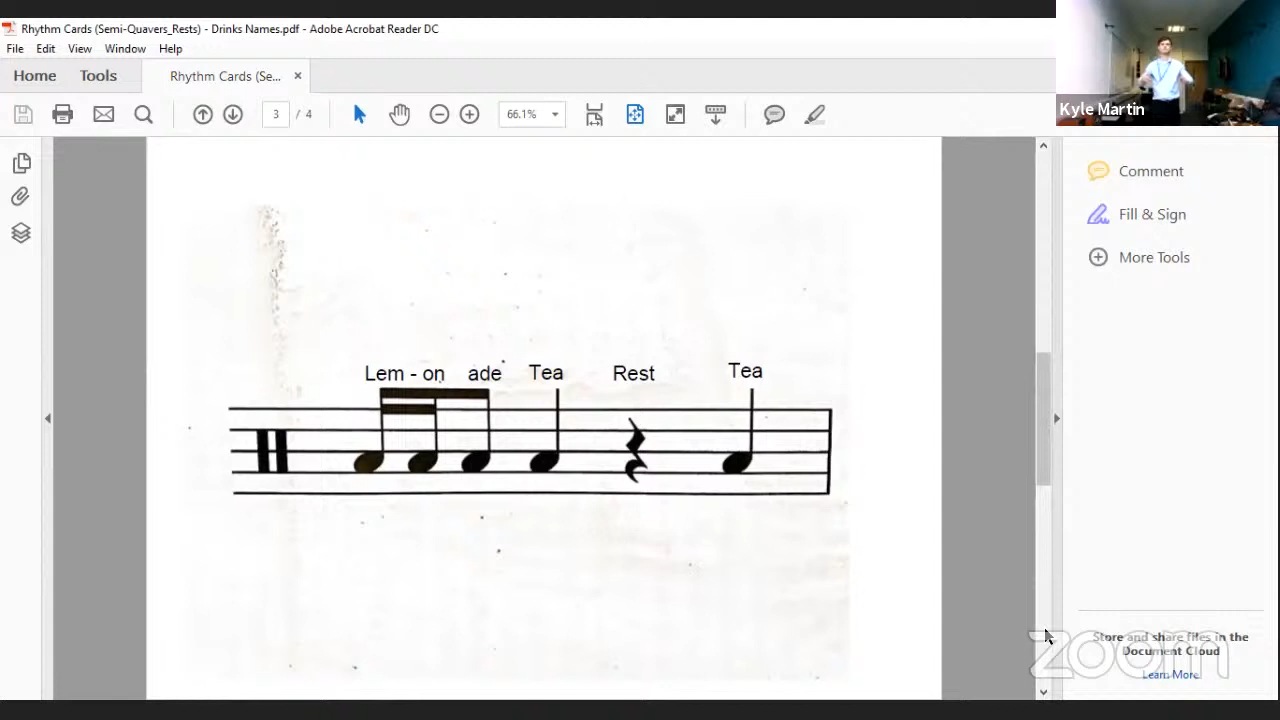 Rhythm Cards (Semi-Quavers_Rests) - Drinks Names.pdf - Adobe Acrobat Reader DC
File Edit View Window Help
Home Tools Rhythm Cards (Se... ×
3 / 4 66.1%
Kyle Martin
Comment
Fill & Sign
More Tools
Lem - on ade Tea Rest Tea
Store and share files in the
Document Cloud
Learn More
zoom